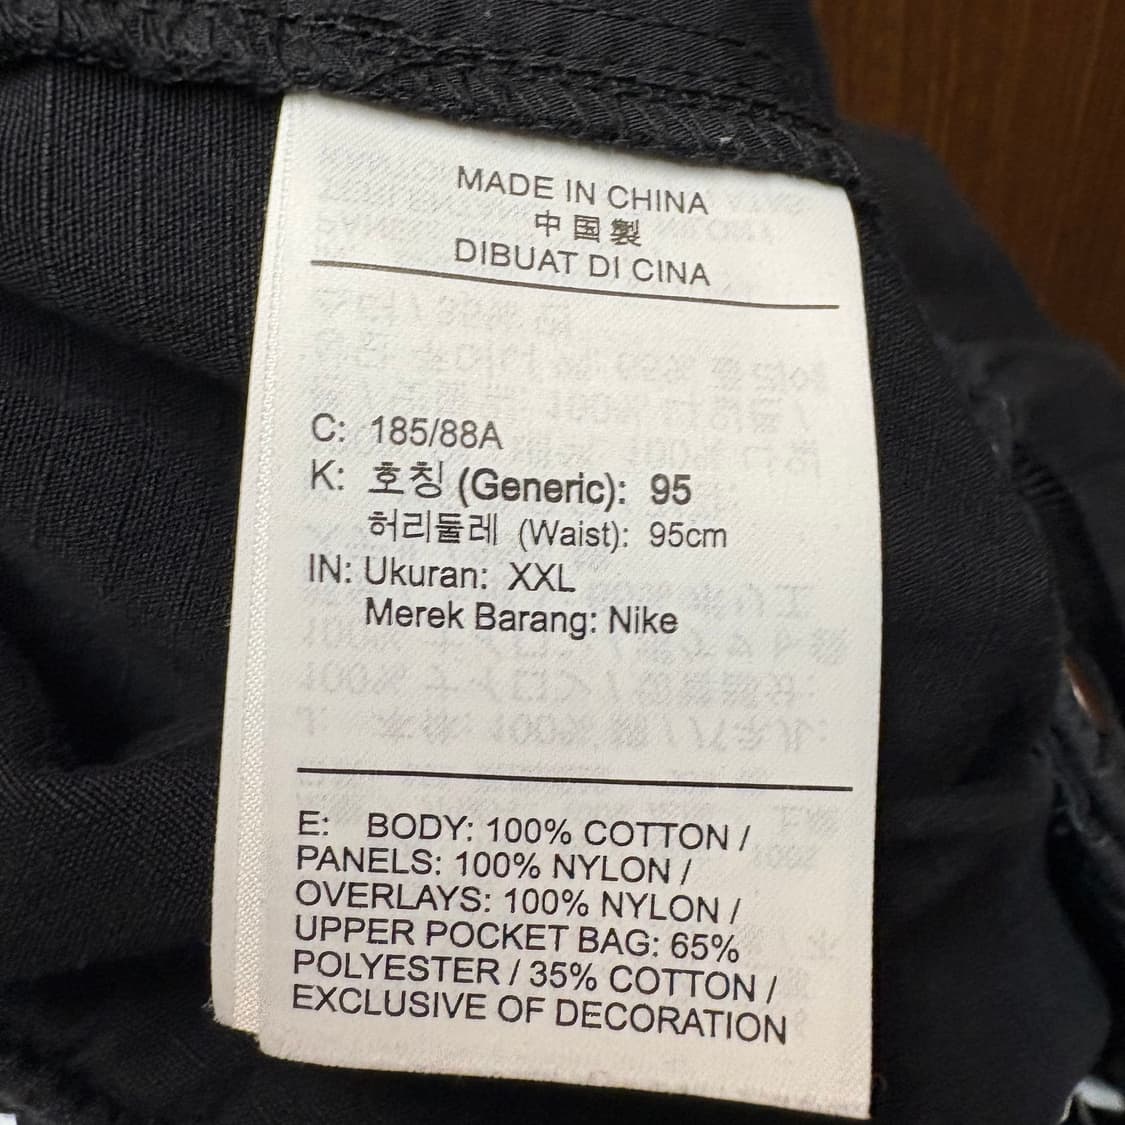 MADE IN CHINA
中国製
DIBUAT DI CINA
C: 185/88A
K: 호칭 (Generic): 95
허리둘레 (Waist): 95cm
IN: Ukuran: XXL
Merek Barang: Nike
E: BODY: 100% COTTON /
PANELS: 100% NYLON /
OVERLAYS: 100% NYLON /
UPPER POCKET BAG: 65%
POLYESTER / 35% COTTON /
EXCLUSIVE OF DECORATION